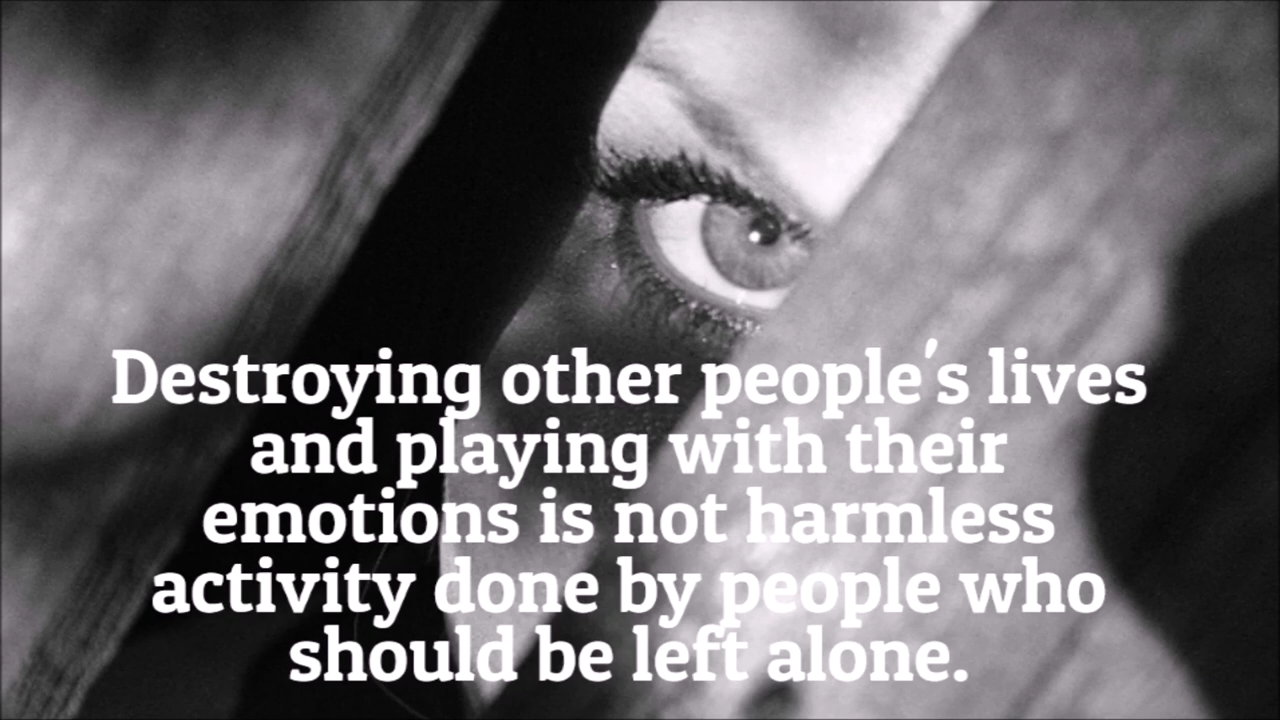 Destroying other people's lives
and playing with their
emotions is not harmless
activity done by people who
should be left alone.